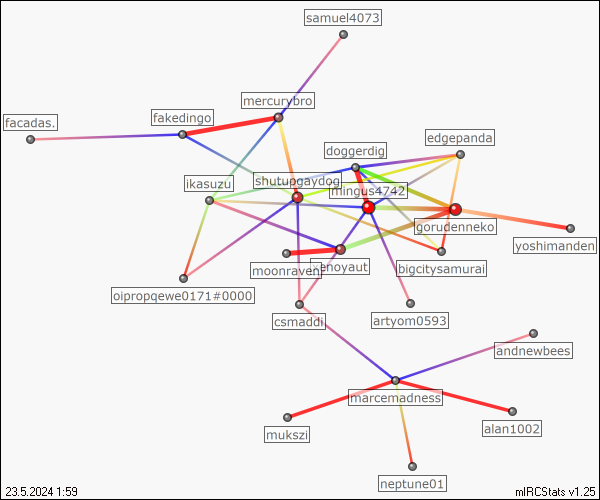 samuel4073
mercurybro
facadas.
fakedingo
edgepanda
doggerdig
shutupgaydog
ikasuzu
mingus4742
gorudenneko
yoshimanden
moonraven
enoyaut
bigcitysamurai
oipropqewe0171#0000
csmaddi
artyom0593
andnewbees
marcemadness
mukszi
alan1002
neptune01
23.5.2024 1:59
mIRCStats v1.25